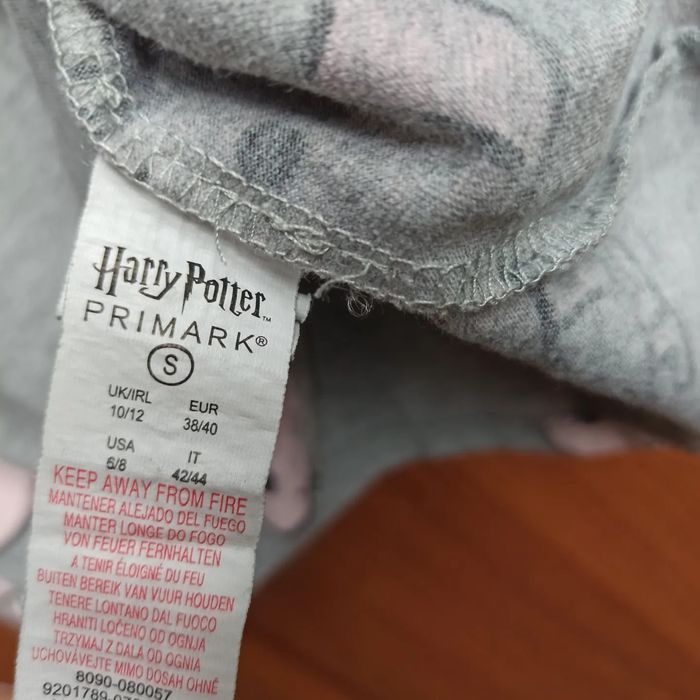 Harry Potter™
PRIMARK®
S
UK/IRL EUR
10/12 38/40
USA IT
6/8 42/44
KEEP AWAY FROM FIRE
MANTENER ALEJADO DEL FUEGO
MANTER LONGE DO FOGO
VON FEUER FERNHALTEN
A TENIR ÉLOIGNÉ DU FEU
BUITEN BEREIK VAN VUUR HOUDEN
TENERE LONTANO DAL FUOCO
HRANITI LOČENO OD OGNJA
TRZYMAJ Z DALA OD OGNIA
UCHOVÁVEJTE MIMO DOSAH OHNĚ
8090-080057